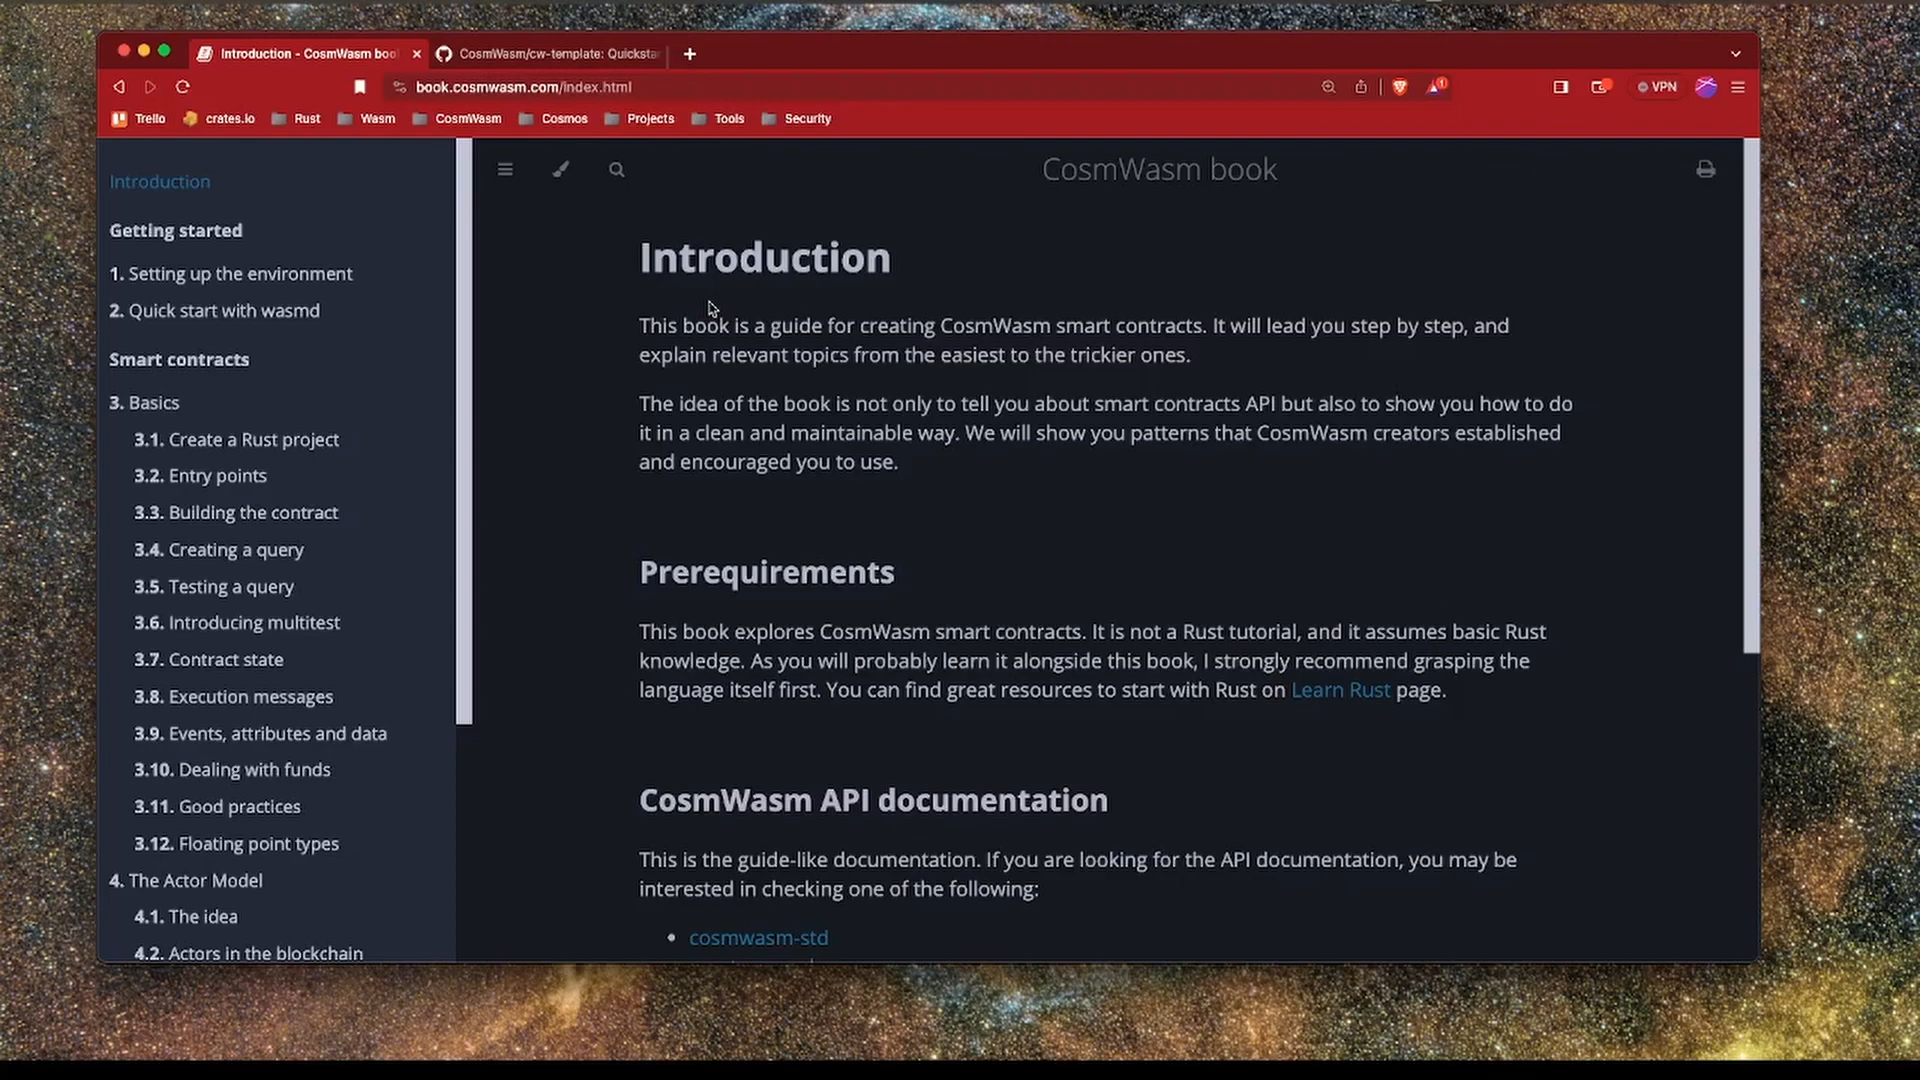 Introduction - CosmWasm boo
CosmWasm/cw-template: Quicksta
book.cosmwasm.com/index.html
1
VPN
Trello
crates.io
Rust
Wasm
CosmWasm
Cosmos
Projects
Tools
Security
Introduction
Getting started
1. Setting up the environment
2. Quick start with wasmd
Smart contracts
3. Basics
3.1. Create a Rust project
3.2. Entry points
3.3. Building the contract
3.4. Creating a query
3.5. Testing a query
3.6. Introducing multitest
3.7. Contract state
3.8. Execution messages
3.9. Events, attributes and data
3.10. Dealing with funds
3.11. Good practices
3.12. Floating point types
4. The Actor Model
4.1. The idea
4.2. Actors in the blockchain
CosmWasm book
Introduction
This book is a guide for creating CosmWasm smart contracts. It will lead you step by step, and
explain relevant topics from the easiest to the trickier ones.
The idea of the book is not only to tell you about smart contracts API but also to show you how to do
it in a clean and maintainable way. We will show you patterns that CosmWasm creators established
and encouraged you to use.
Prerequirements
This book explores CosmWasm smart contracts. It is not a Rust tutorial, and it assumes basic Rust
knowledge. As you will probably learn it alongside this book, I strongly recommend grasping the
language itself first. You can find great resources to start with Rust on Learn Rust page.
CosmWasm API documentation
This is the guide-like documentation. If you are looking for the API documentation, you may be
interested in checking one of the following:
• cosmwasm-std